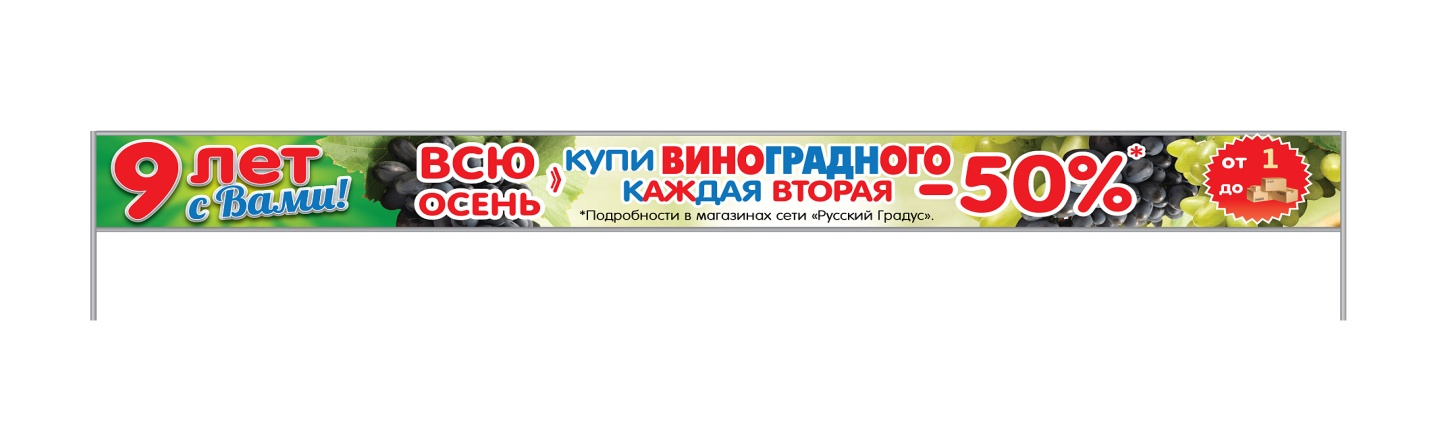 9 лет
с Вами!
ВСЮ
ОСЕНЬ
КУПИ ВИНОГРАДНОГО
КАЖДАЯ ВТОРАЯ
*Подробности в магазинах сети «Русский Градус».
-50%*
от 1
до